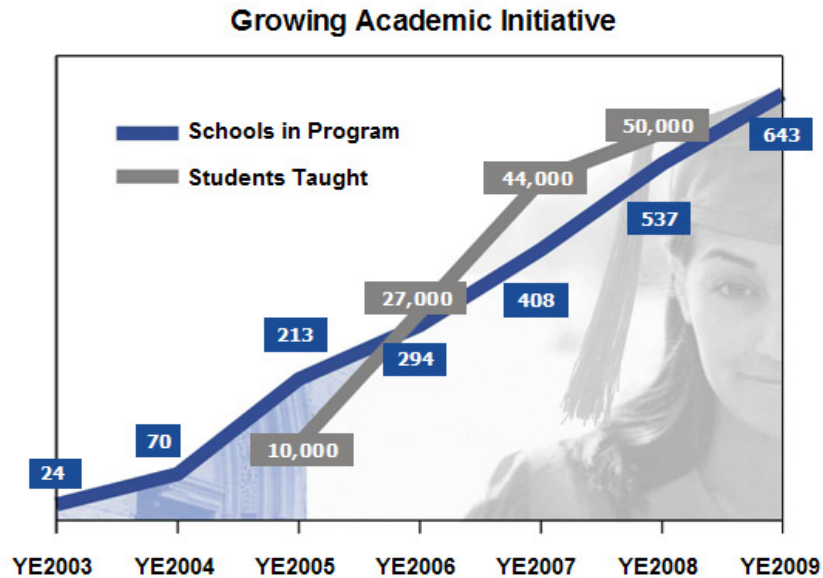 Growing Academic Initiative
Schools in Program
Students Taught
50,000
643
44,000
537
27,000
408
213
294
70
10,000
24
YE2003 YE2004 YE2005 YE2006 YE2007 YE2008 YE2009